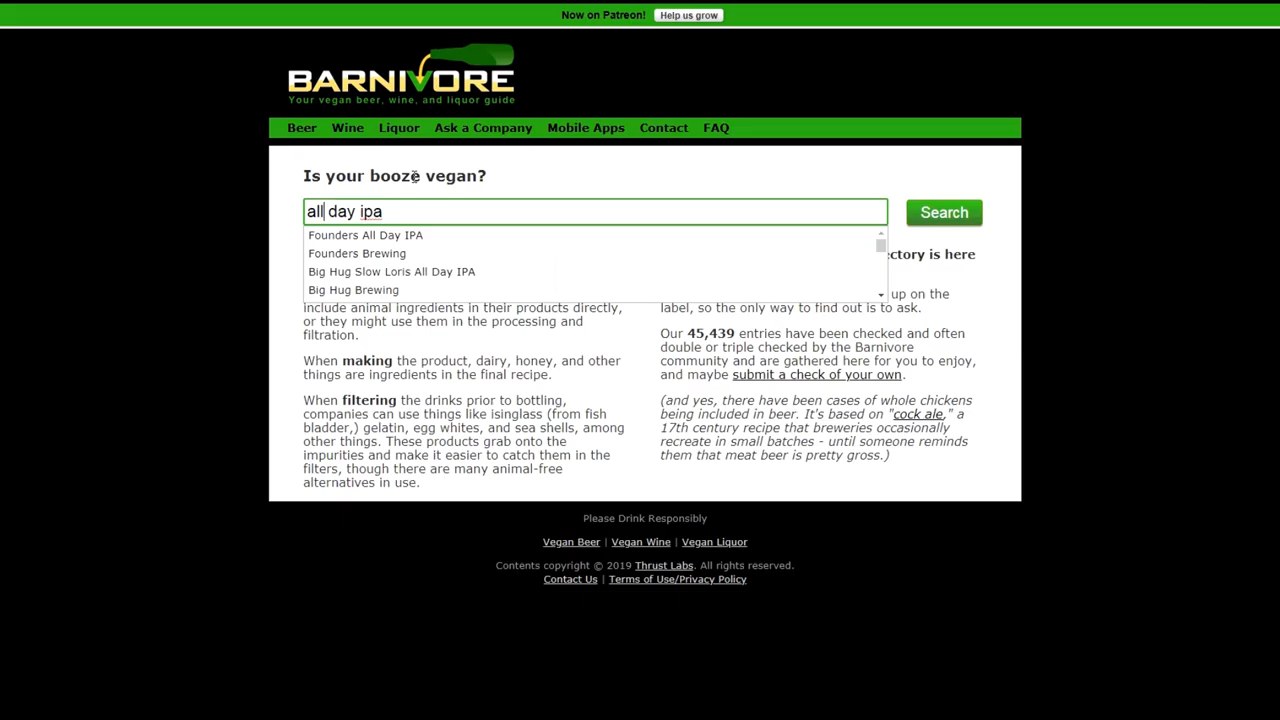 Now on Patreon! Help us grow
BARNIVORE
Your vegan beer, wine, and liquor guide
Beer Wine Liquor Ask a Company Mobile Apps Contact FAQ
Is your booze vegan?
all day ipa
Search
Founders All Day IPA
Founders Brewing
Big Hug Slow Loris All Day IPA
Big Hug Brewing
include animal ingredients in their products directly,
or they might use them in the processing and
filtration.
When making the product, dairy, honey, and other
things are ingredients in the final recipe.
When filtering the drinks prior to bottling,
companies can use things like isinglass (from fish
bladder,) gelatin, egg whites, and sea shells, among
other things. These products grab onto the
impurities and make it easier to catch them in the
filters, though there are many animal-free
alternatives in use.
ectory is here
up on the
label, so the only way to find out is to ask.
Our 45,439 entries have been checked and often
double or triple checked by the Barnivore
community and are gathered here for you to enjoy,
and maybe submit a check of your own.
(and yes, there have been cases of whole chickens
being included in beer. It's based on "cock ale," a
17th century recipe that breweries occasionally
recreate in small batches - until someone reminds
them that meat beer is pretty gross.)
Please Drink Responsibly
Vegan Beer | Vegan Wine | Vegan Liquor
Contents copyright © 2019 Thrust Labs. All rights reserved.
Contact Us | Terms of Use/Privacy Policy